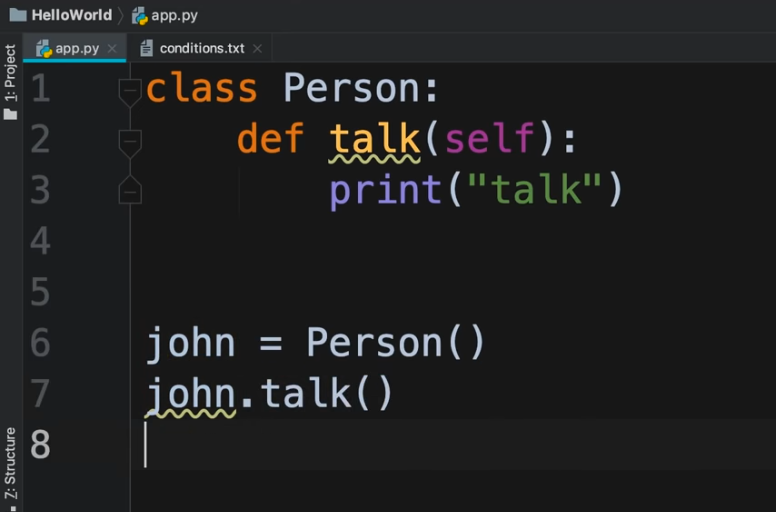 HelloWorld app.py
app.py conditions.txt
1: Project
1 class Person:
2     def talk(self):
3         print("talk")
4
5
6 john = Person()
7 john.talk()
8
Z: Structure